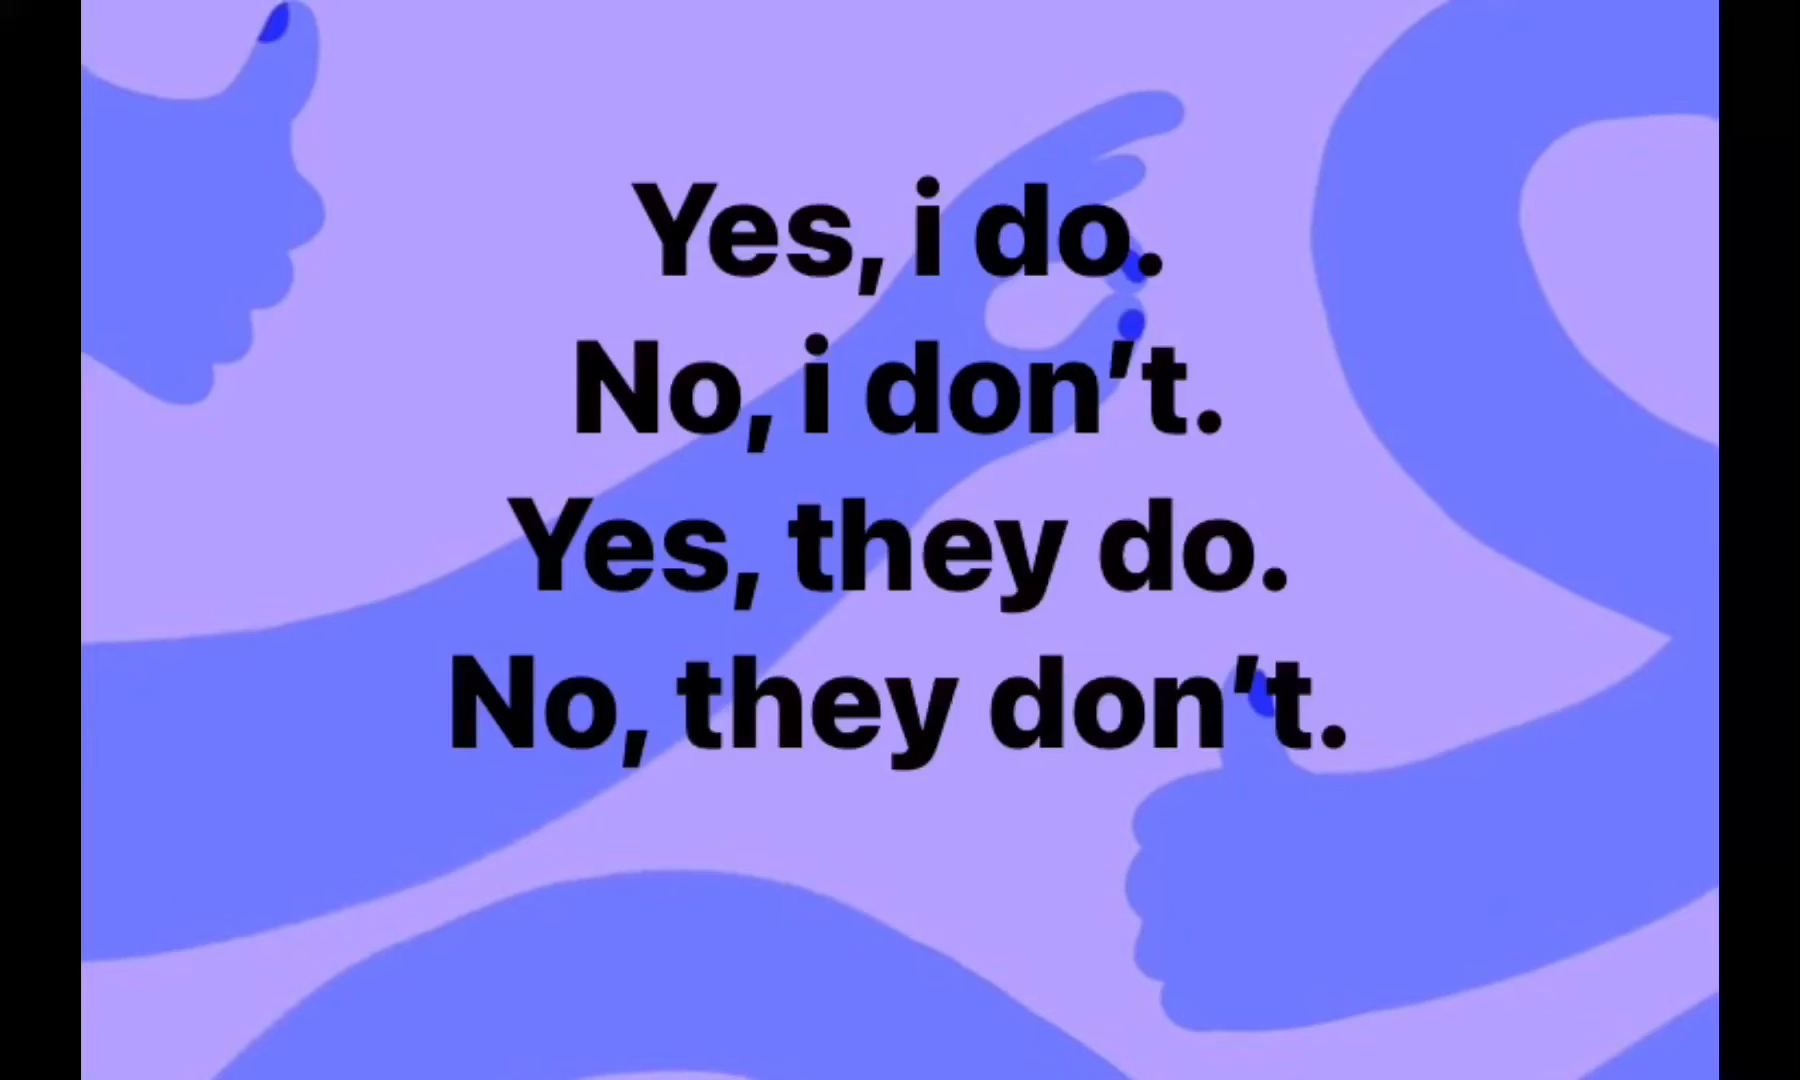 Yes, i do.
No, i don’t.
Yes, they do.
No, they don’t.